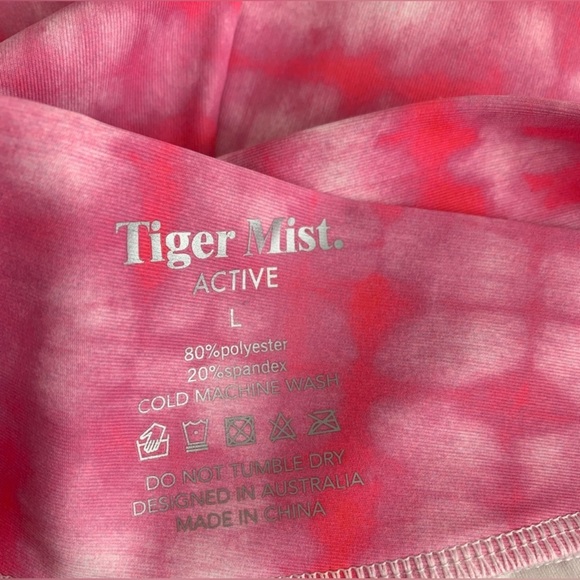 Tiger Mist.
ACTIVE
L
80%polyester
20%spandex
COLD MACHINE WASH
DO NOT TUMBLE DRY
DESIGNED IN AUSTRALIA
MADE IN CHINA